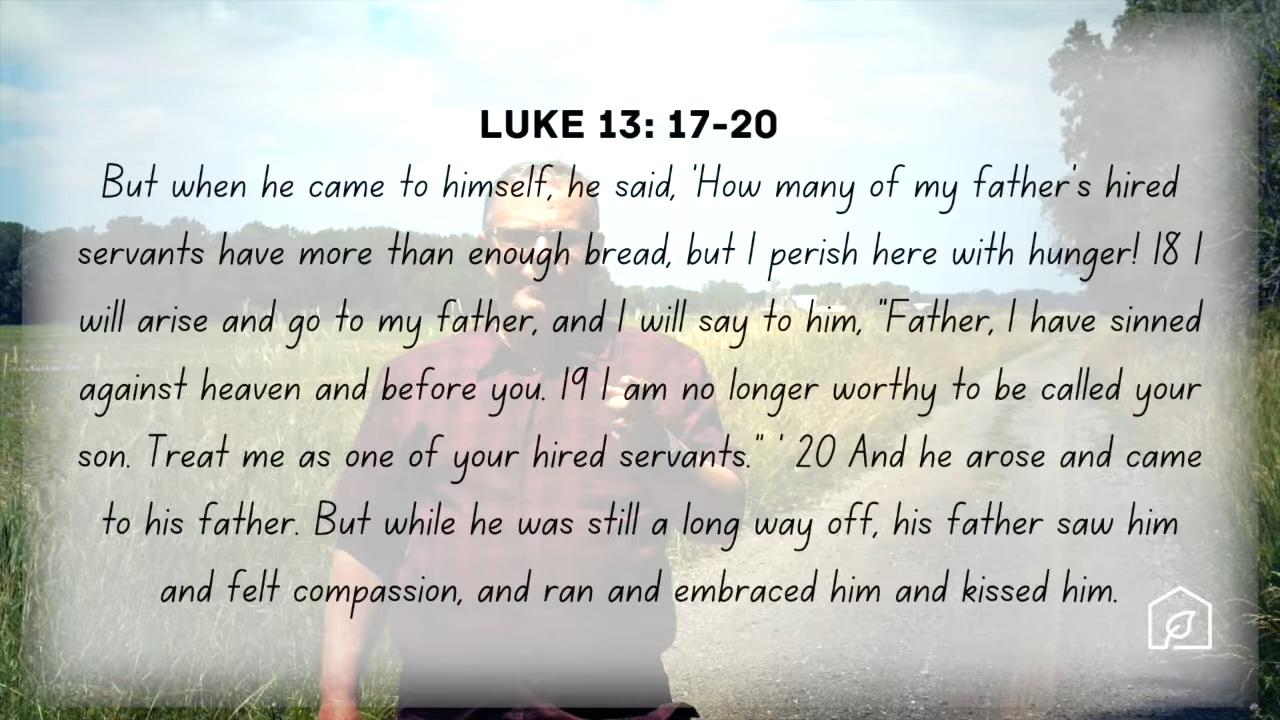 LUKE 13: 17-20
But when he came to himself, he said, 'How many of my father's hired
servants have more than enough bread, but I perish here with hunger! 18 I
will arise and go to my father, and I will say to him, "Father, I have sinned
against heaven and before you. 19 I am no longer worthy to be called your
son. Treat me as one of your hired servants." ' 20 And he arose and came
to his father. But while he was still a long way off, his father saw him
and felt compassion, and ran and embraced him and kissed him.